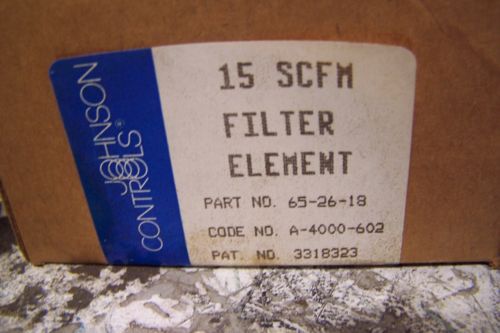 JOHNSON
CONTROLS®
15 SCFM
FILTER
ELEMENT
PART NO. 65-26-18
CODE NO. A-4000-602
PAT. NO. 3318323